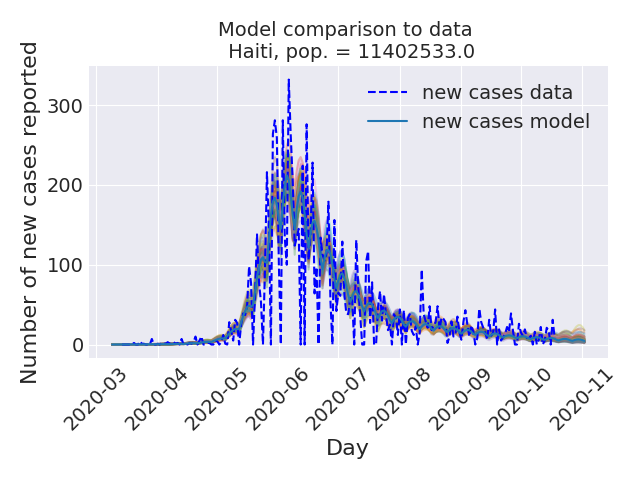 Model comparison to data
Haiti, pop. = 11402533.0
Number of new cases reported
300
200
100
0
new cases data
new cases model
2020-03
2020-04
2020-05
2020-06
2020-07
2020-08
2020-09
2020-10
2020-11
Day